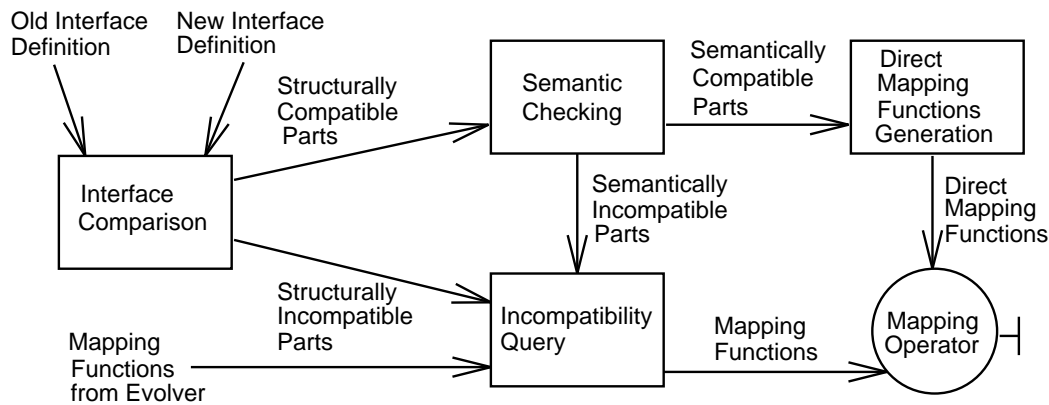 Old Interface
Definition
New Interface
Definition
Structurally
Compatible
Parts
Semantic
Checking
Semantically
Compatible
Parts
Direct
Mapping
Functions
Generation
Interface
Comparison
Semantically
Incompatible
Parts
Direct
Mapping
Functions
Structurally
Incompatible
Parts
Mapping
Functions
from Evolver
Incompatibility
Query
Mapping
Functions
Mapping
Operator